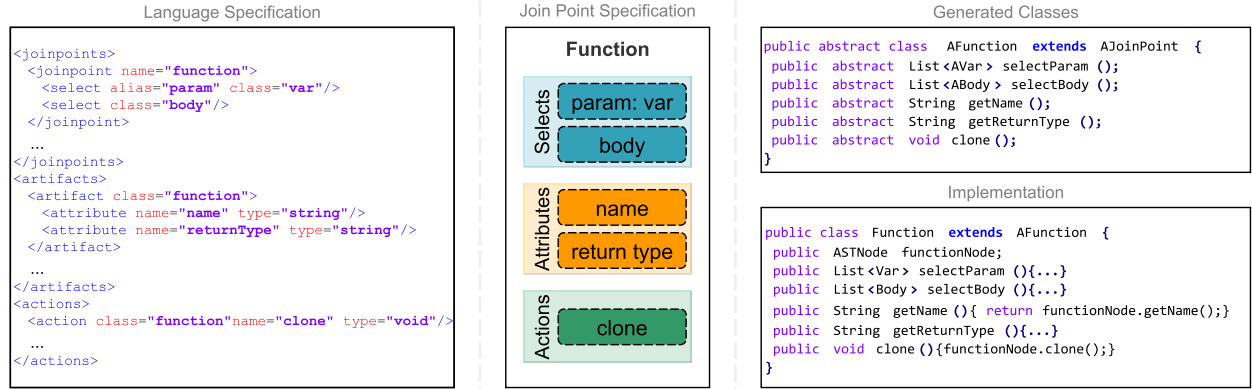 Language Specification
<joinpoints>
<joinpoint name="function">
<select alias="param" class="var"/>
<select class="body"/>
</joinpoint>
...
</joinpoints>
<artifacts>
<artifact class="function">
<attribute name="name" type="string"/>
<attribute name="returnType" type="string"/>
</artifact>
...
</artifacts>
<actions>
<action class="function"name="clone" type="void"/>
...
</actions>
Join Point Specification
Function
Selects
param: var
body
Attributes
name
return type
Actions
clone
Generated Classes
public abstract class AFunction extends AJoinPoint {
public abstract List<AVar> selectParam ();
public abstract List<ABody> selectBody ();
public abstract String getName ();
public abstract String getReturnType ();
public abstract void clone ();
}
Implementation
public class Function extends AFunction {
public ASTNode functionNode;
public List<Var> selectParam (){...}
public List<Body> selectBody (){...}
public String getName (){ return functionNode.getName();}
public String getReturnType (){...}
public void clone (){functionNode.clone();}
}